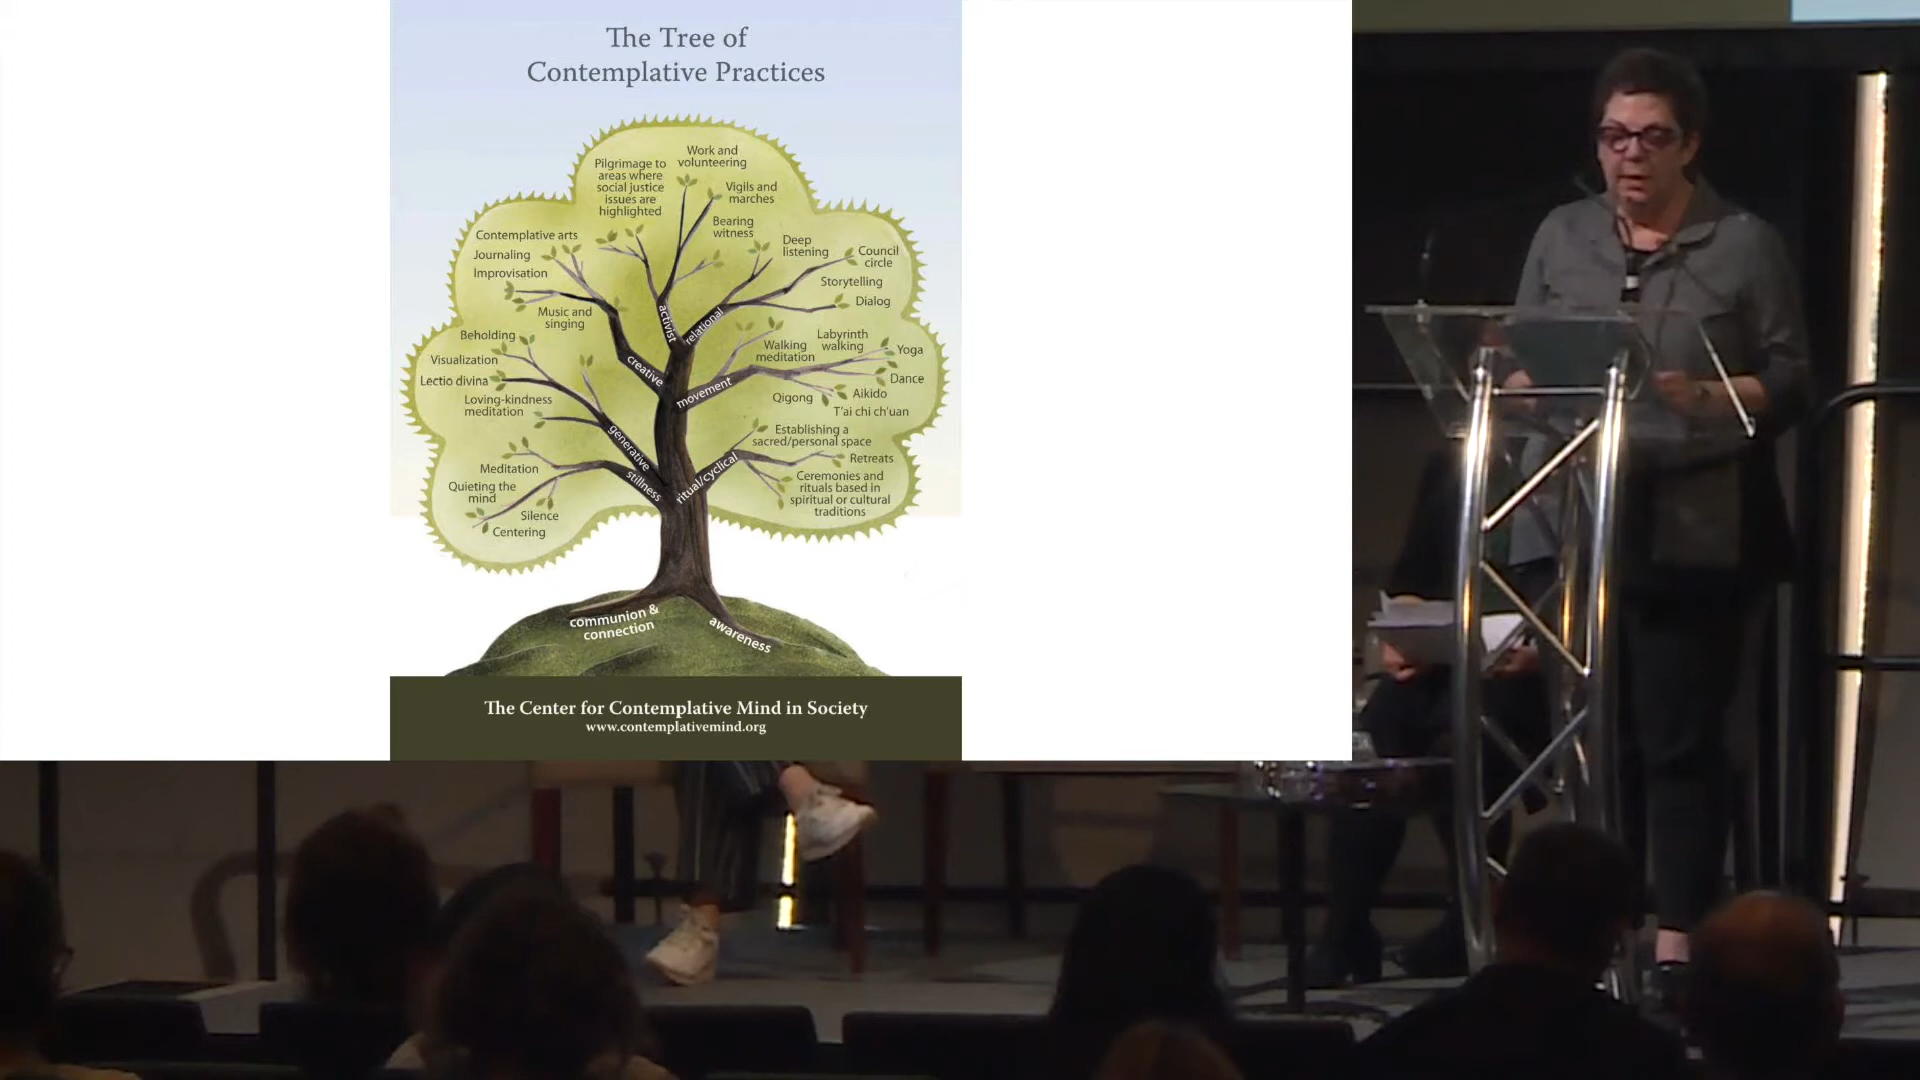 The Tree of
Contemplative Practices
Work and
volunteering
Pilgrimage to
areas where
social justice
issues are
highlighted
Vigils and
marches
Bearing
witness
Contemplative arts
Journaling
Improvisation
Music and
singing
Deep
listening
Council
circle
Storytelling
Dialog
activist
relational
Beholding
Visualization
Lectio divina
Loving-kindness
meditation
creative
movement
Walking
meditation
Labyrinth
walking
Yoga
Dance
Aikido
Qigong
T'ai chi ch'uan
generative
stillness
ritual/cyclical
Establishing a
sacred/personal space
Retreats
Ceremonies and
rituals based in
spiritual or cultural
traditions
Meditation
Quieting the
mind
Silence
Centering
communion &
connection
awareness
The Center for Contemplative Mind in Society
www.contemplativemind.org